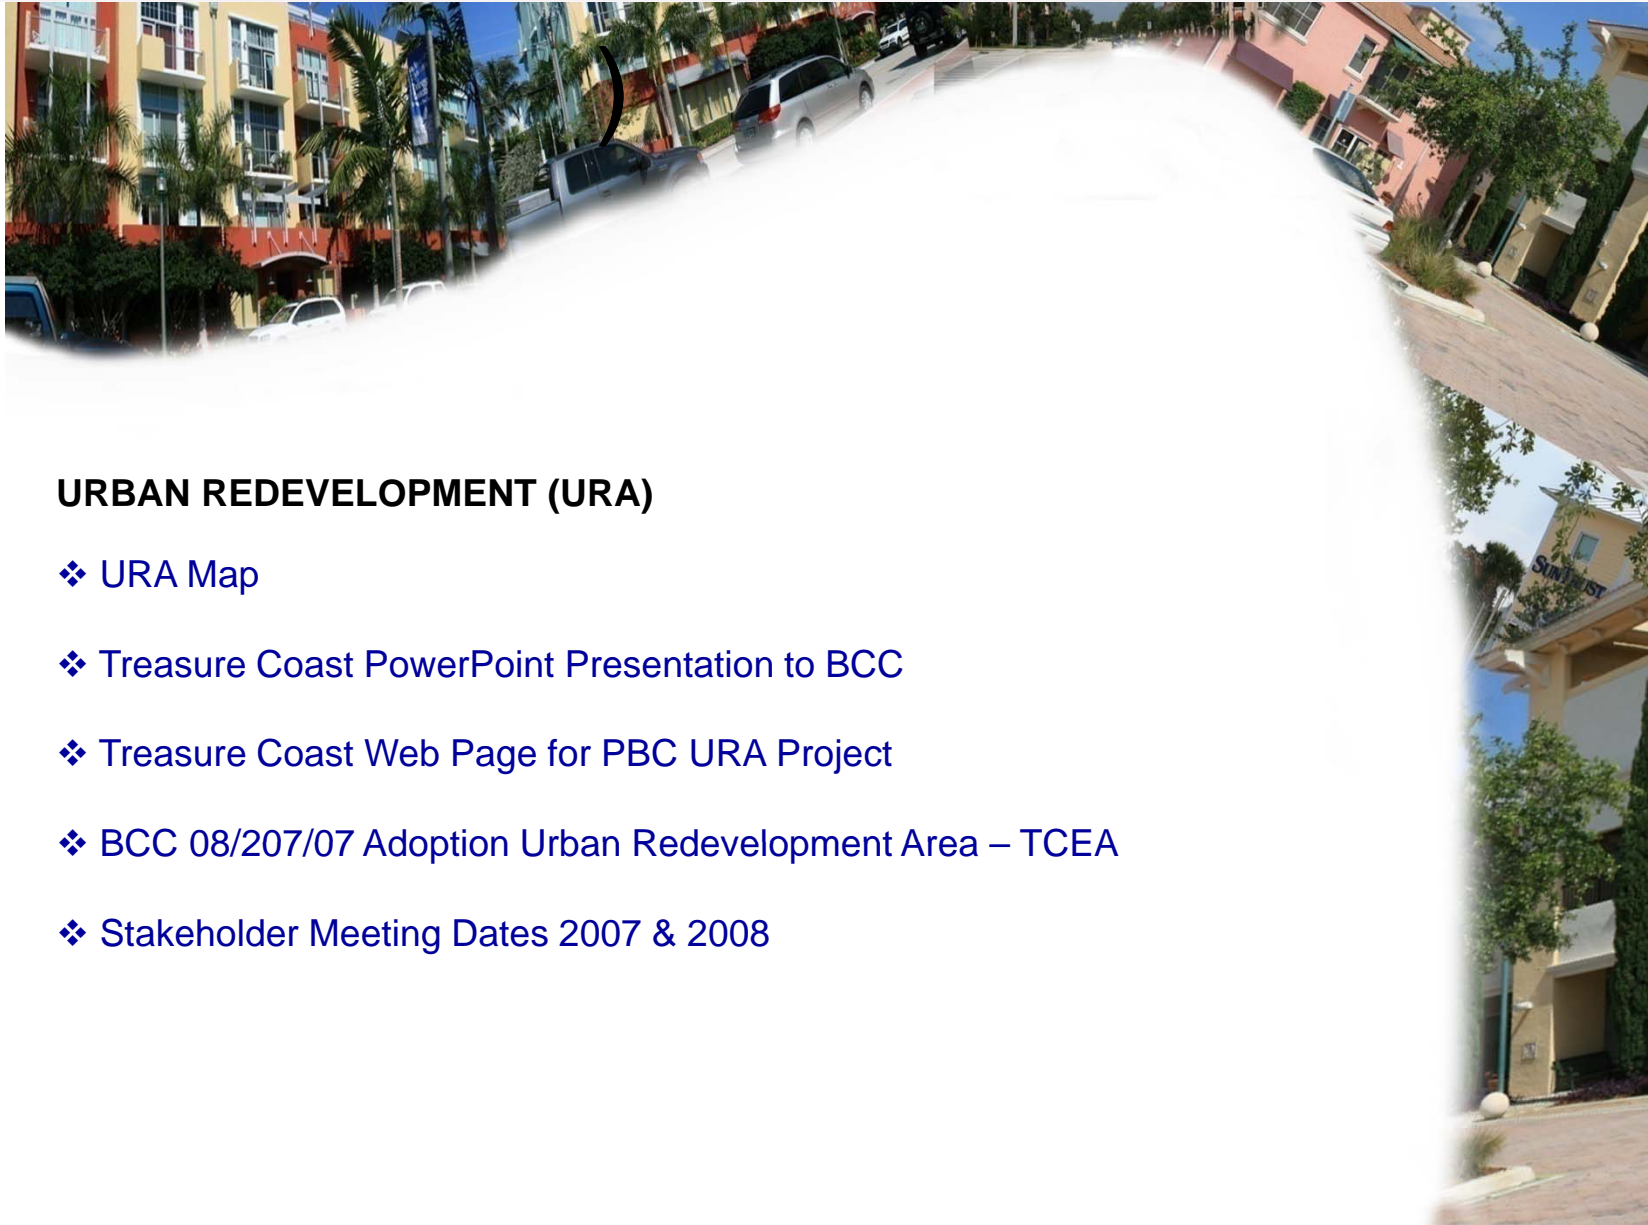 )
URBAN REDEVELOPMENT (URA)
❖ URA Map
❖ Treasure Coast PowerPoint Presentation to BCC
❖ Treasure Coast Web Page for PBC URA Project
❖ BCC 08/207/07 Adoption Urban Redevelopment Area – TCEA
❖ Stakeholder Meeting Dates 2007 & 2008
SUNTRUST